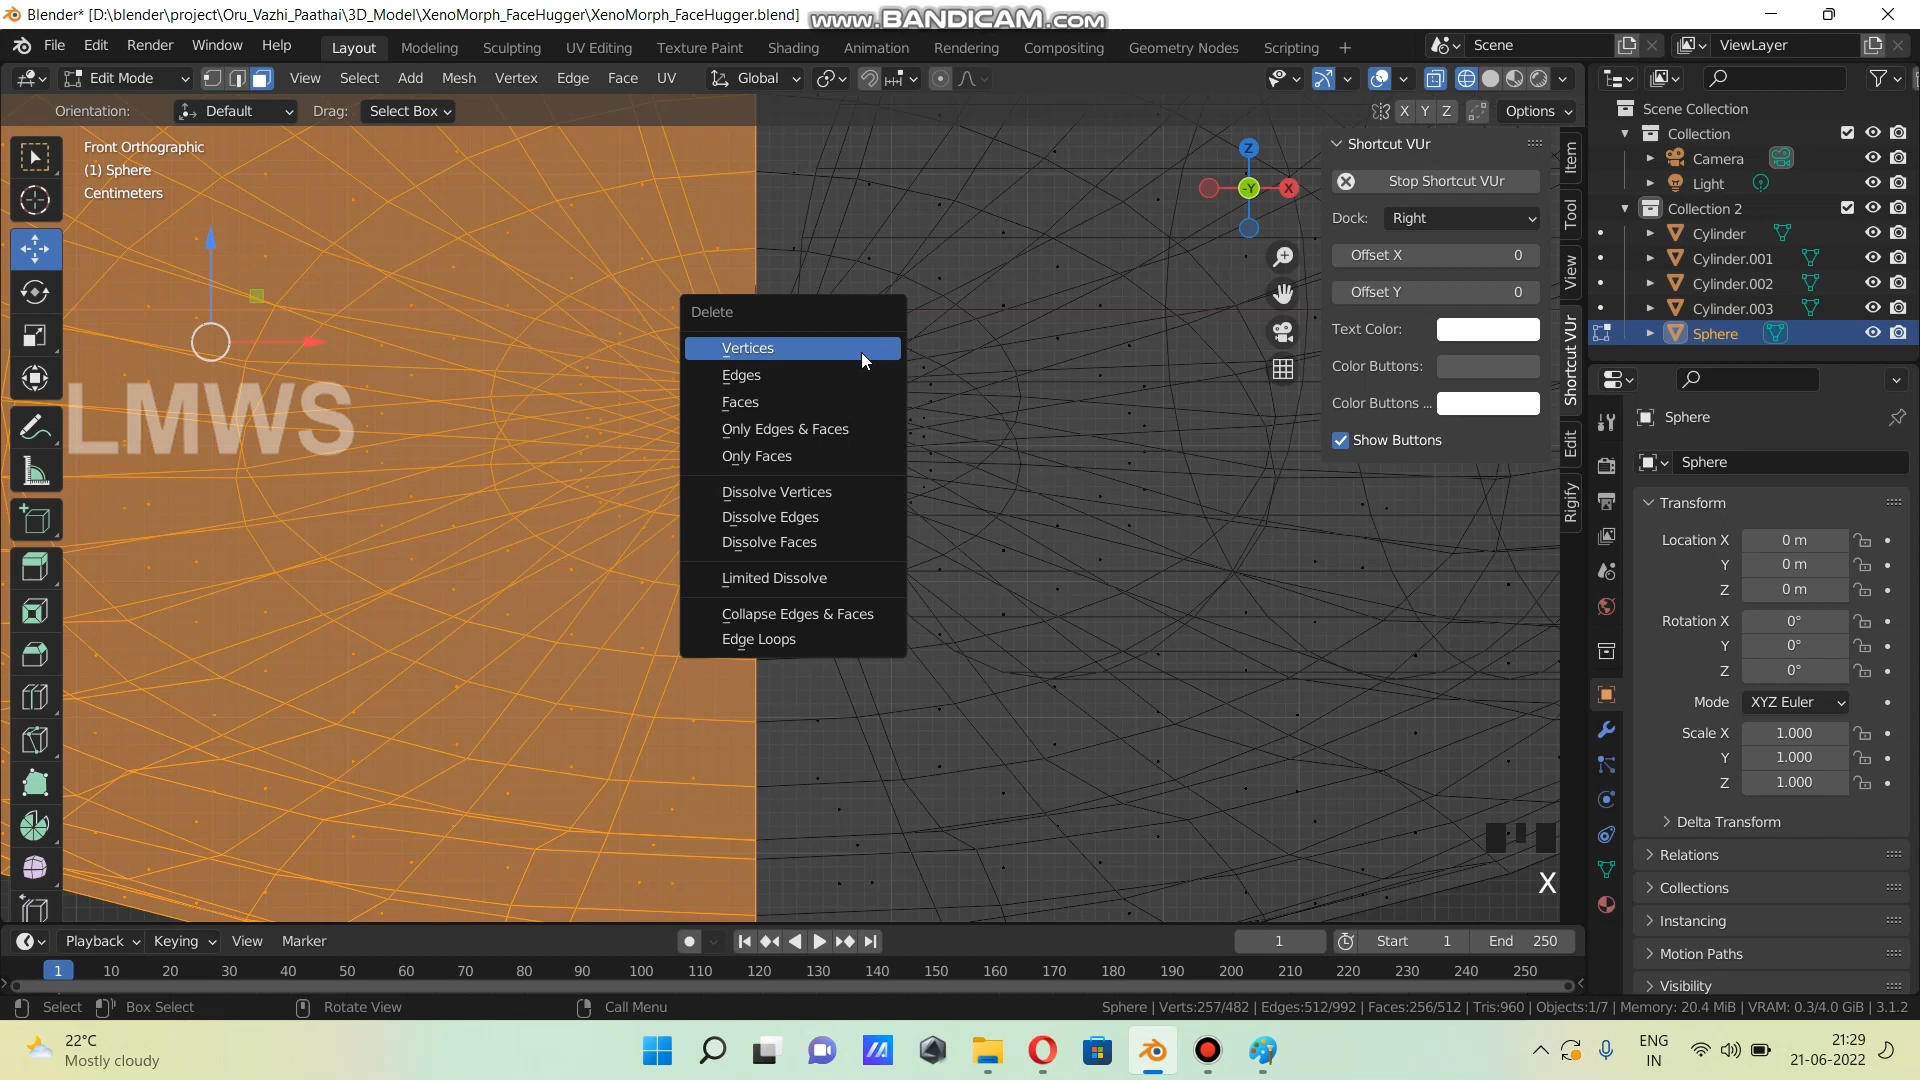 Blender* [D:\blender\project\Oru_Vazhi_Paathai\3D_Model\XenoMorph_FaceHugger\XenoMorph_FaceHugger.blend]
www.BANDICAM.com
File Edit Render Window Help Layout Modeling Sculpting UV Editing Texture Paint Shading Animation Rendering Compositing Geometry Nodes Scripting + Scene ViewLayer
Edit Mode View Select Add Mesh Vertex Edge Face UV Global
Orientation: Default Drag: Select Box X Y Z Options
Front Orthographic
(1) Sphere
Centimeters
LMWS
Delete
Vertices
Edges
Faces
Only Edges & Faces
Only Faces
Dissolve Vertices
Dissolve Edges
Dissolve Faces
Limited Dissolve
Collapse Edges & Faces
Edge Loops
Z
-Y X
Shortcut VUr
Stop Shortcut VUr
Dock: Right
Offset X 0
Offset Y 0
Text Color:
Color Buttons:
Color Buttons ...
Show Buttons
Item
Tool
View
Shortcut VUr
Edit
Rigify
X
Scene Collection
Collection
Camera
Light
Collection 2
Cylinder
Cylinder.001
Cylinder.002
Cylinder.003
Sphere
Sphere
Sphere
Transform
Location X 0 m
Y 0 m
Z 0 m
Rotation X 0°
Y 0°
Z 0°
Mode XYZ Euler
Scale X 1.000
Y 1.000
Z 1.000
Delta Transform
Relations
Collections
Instancing
Motion Paths
Visibility
Playback Keying View Marker 1 Start 1 End 250
1 10 20 30 40 50 60 70 80 90 100 110 120 130 140 150 160 170 180 190 200 210 220 230 240 250
Select Box Select Rotate View Call Menu Sphere | Verts:257/482 | Edges:512/992 | Faces:256/512 | Tris:960 | Objects:1/7 | Memory: 20.4 MiB | VRAM: 0.3/4.0 GiB | 3.1.2
22°C
Mostly cloudy
ENG
IN
21:29
21-06-2022